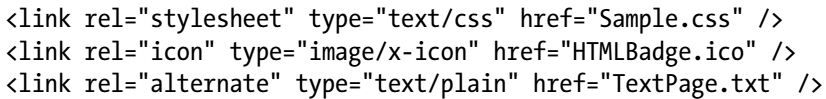 <link rel="stylesheet" type="text/css" href="Sample.css" />
<link rel="icon" type="image/x-icon" href="HTMLBadge.ico" />
<link rel="alternate" type="text/plain" href="TextPage.txt" />